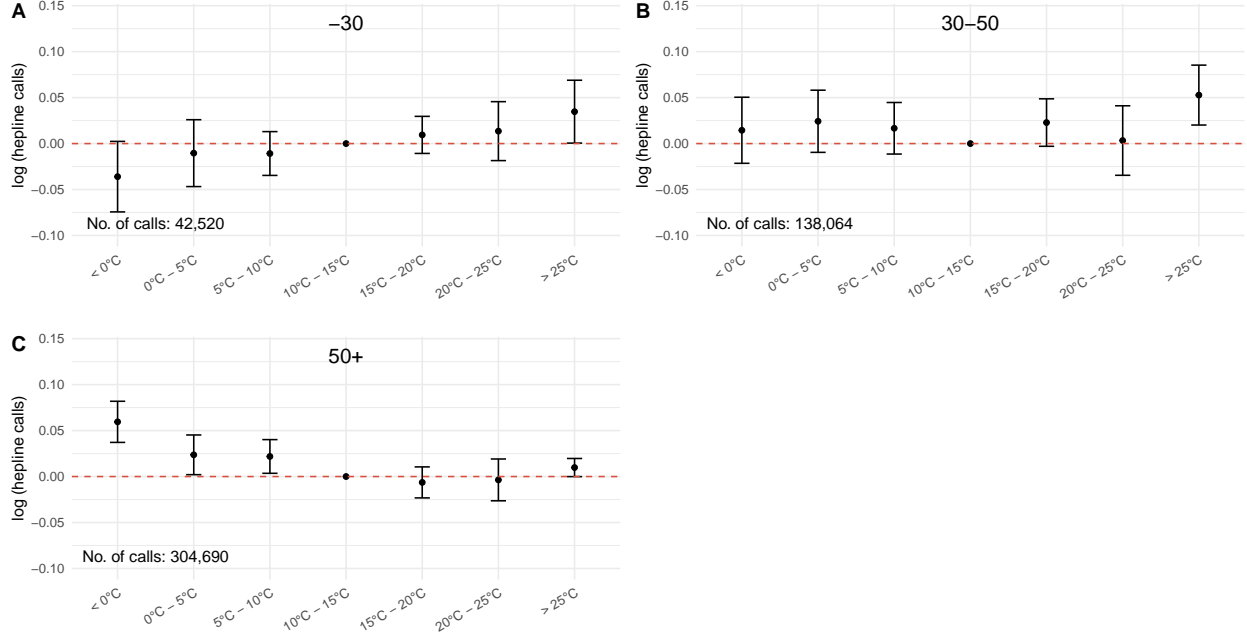 A
−30
log (hepline calls)
0.15
0.10
0.05
0.00
−0.05
−0.10
No. of calls: 42,520
< 0°C
0°C − 5°C
5°C − 10°C
10°C − 15°C
15°C − 20°C
20°C − 25°C
> 25°C
B
30−50
log (hepline calls)
0.15
0.10
0.05
0.00
−0.05
−0.10
No. of calls: 138,064
< 0°C
0°C − 5°C
5°C − 10°C
10°C − 15°C
15°C − 20°C
20°C − 25°C
> 25°C
C
50+
log (hepline calls)
0.15
0.10
0.05
0.00
−0.05
−0.10
No. of calls: 304,690
< 0°C
0°C − 5°C
5°C − 10°C
10°C − 15°C
15°C − 20°C
20°C − 25°C
> 25°C